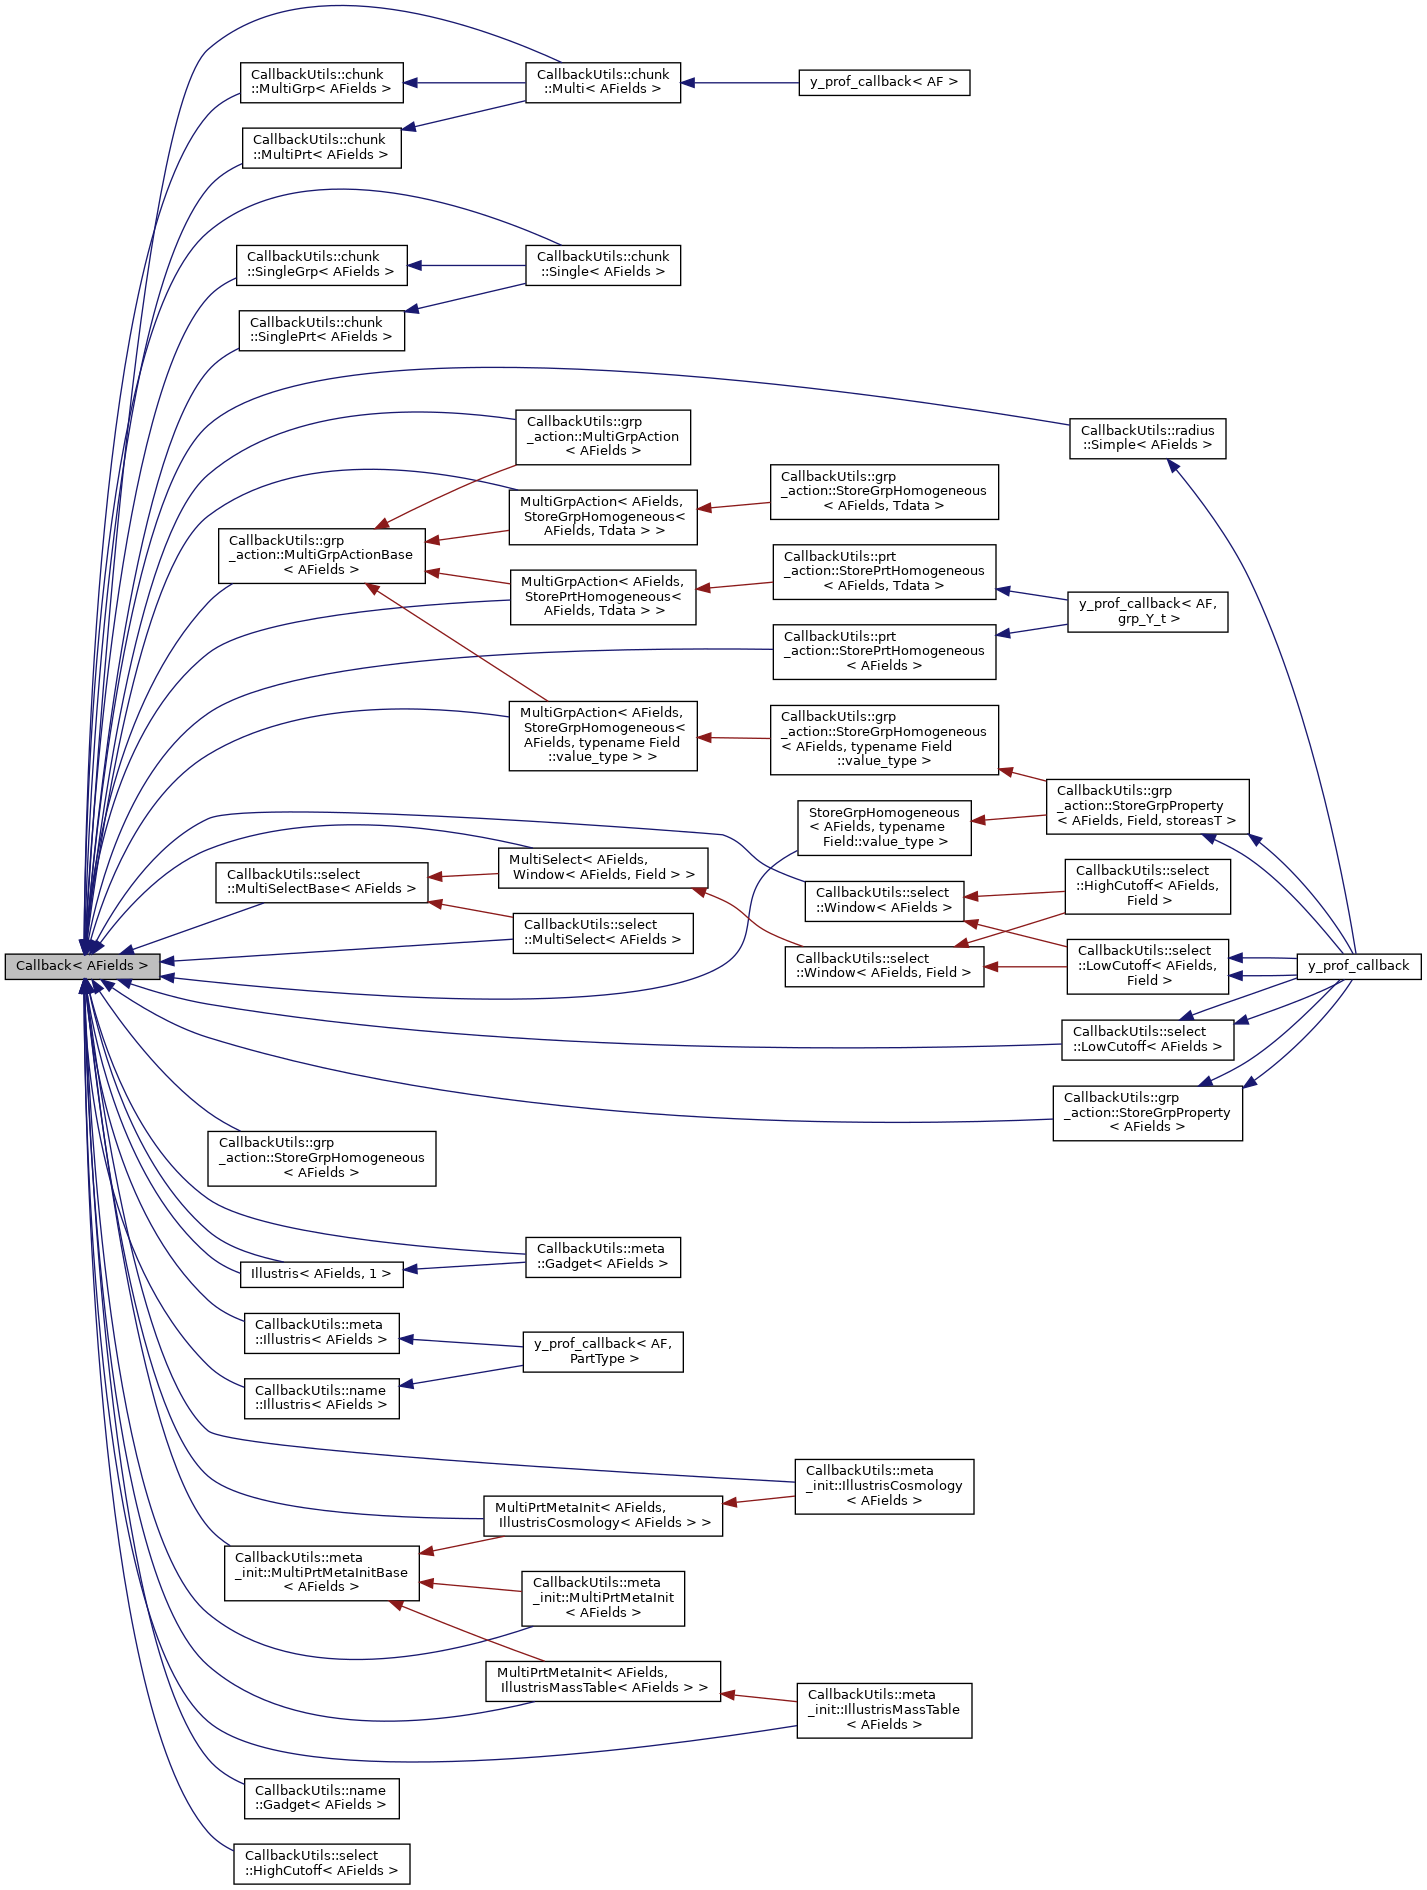 CallbackUtils::chunk
::MultiGrp< AFields >
CallbackUtils::chunk
::Multi< AFields >
y_prof_callback< AF >
CallbackUtils::chunk
::MultiPrt< AFields >
CallbackUtils::chunk
::SingleGrp< AFields >
CallbackUtils::chunk
::Single< AFields >
CallbackUtils::chunk
::SinglePrt< AFields >
CallbackUtils::grp
_action::MultiGrpAction
< AFields >
CallbackUtils::radius
::Simple< AFields >
MultiGrpAction< AFields,
StoreGrpHomogeneous<
AFields, Tdata > >
CallbackUtils::grp
_action::StoreGrpHomogeneous
< AFields, Tdata >
CallbackUtils::grp
_action::MultiGrpActionBase
< AFields >
MultiGrpAction< AFields,
StorePrtHomogeneous<
AFields, Tdata > >
CallbackUtils::prt
_action::StorePrtHomogeneous
< AFields, Tdata >
y_prof_callback< AF,
grp_Y_t >
CallbackUtils::prt
_action::StorePrtHomogeneous
< AFields >
MultiGrpAction< AFields,
StoreGrpHomogeneous<
AFields, typename Field
::value_type > >
CallbackUtils::grp
_action::StoreGrpHomogeneous
< AFields, typename Field
::value_type >
CallbackUtils::grp
_action::StoreGrpProperty
< AFields, Field, storeasT >
StoreGrpHomogeneous
< AFields, typename
Field::value_type >
CallbackUtils::select
::MultiSelectBase< AFields >
MultiSelect< AFields,
Window< AFields, Field > >
CallbackUtils::select
::Window< AFields >
CallbackUtils::select
::HighCutoff< AFields,
Field >
CallbackUtils::select
::MultiSelect< AFields >
CallbackUtils::select
::Window< AFields, Field >
CallbackUtils::select
::LowCutoff< AFields,
Field >
Callback< AFields >
y_prof_callback
CallbackUtils::select
::LowCutoff< AFields >
CallbackUtils::grp
_action::StoreGrpProperty
< AFields >
CallbackUtils::grp
_action::StoreGrpHomogeneous
< AFields >
CallbackUtils::meta
::Gadget< AFields >
Illustris< AFields, 1 >
CallbackUtils::meta
::Illustris< AFields >
y_prof_callback< AF,
PartType >
CallbackUtils::name
::Illustris< AFields >
CallbackUtils::meta
_init::IllustrisCosmology
< AFields >
MultiPrtMetaInit< AFields,
IllustrisCosmology< AFields > >
CallbackUtils::meta
_init::MultiPrtMetaInitBase
< AFields >
CallbackUtils::meta
_init::MultiPrtMetaInit
< AFields >
MultiPrtMetaInit< AFields,
IllustrisMassTable< AFields > >
CallbackUtils::meta
_init::IllustrisMassTable
< AFields >
CallbackUtils::name
::Gadget< AFields >
CallbackUtils::select
::HighCutoff< AFields >